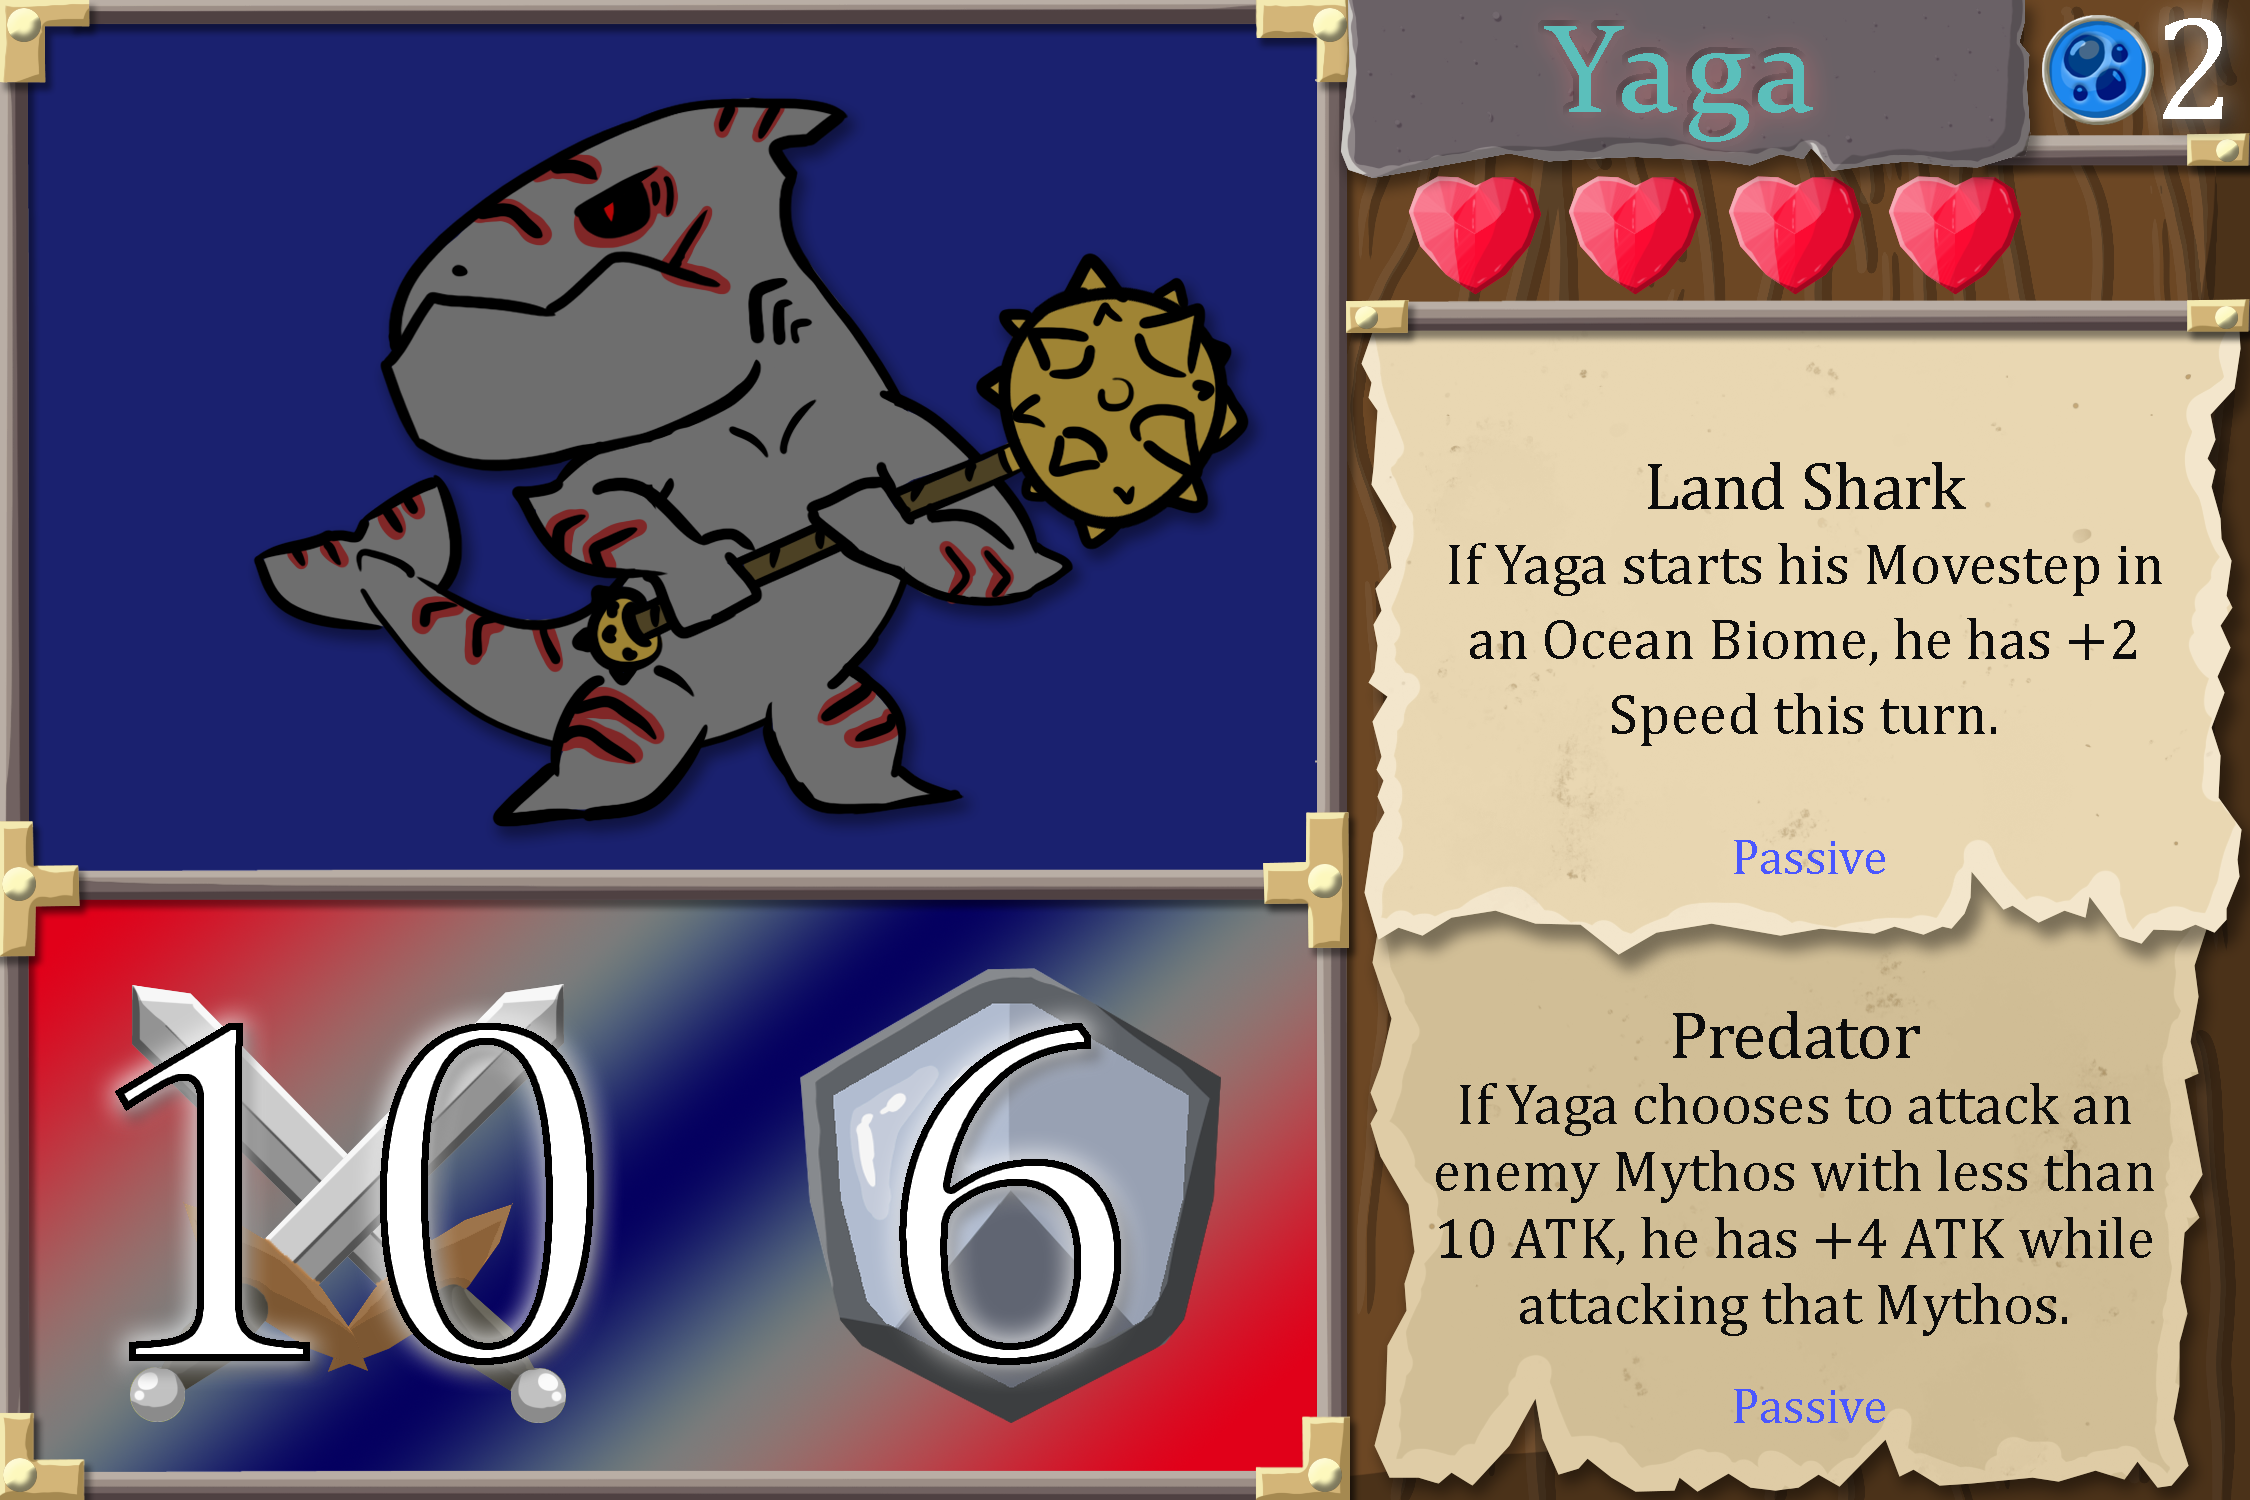 Yaga
2
Land Shark
If Yaga starts his Movestep in
an Ocean Biome, he has +2
Speed this turn.
Passive
Predator
If Yaga chooses to attack an
enemy Mythos with less than
10 ATK, he has +4 ATK while
attacking that Mythos.
Passive
10
6